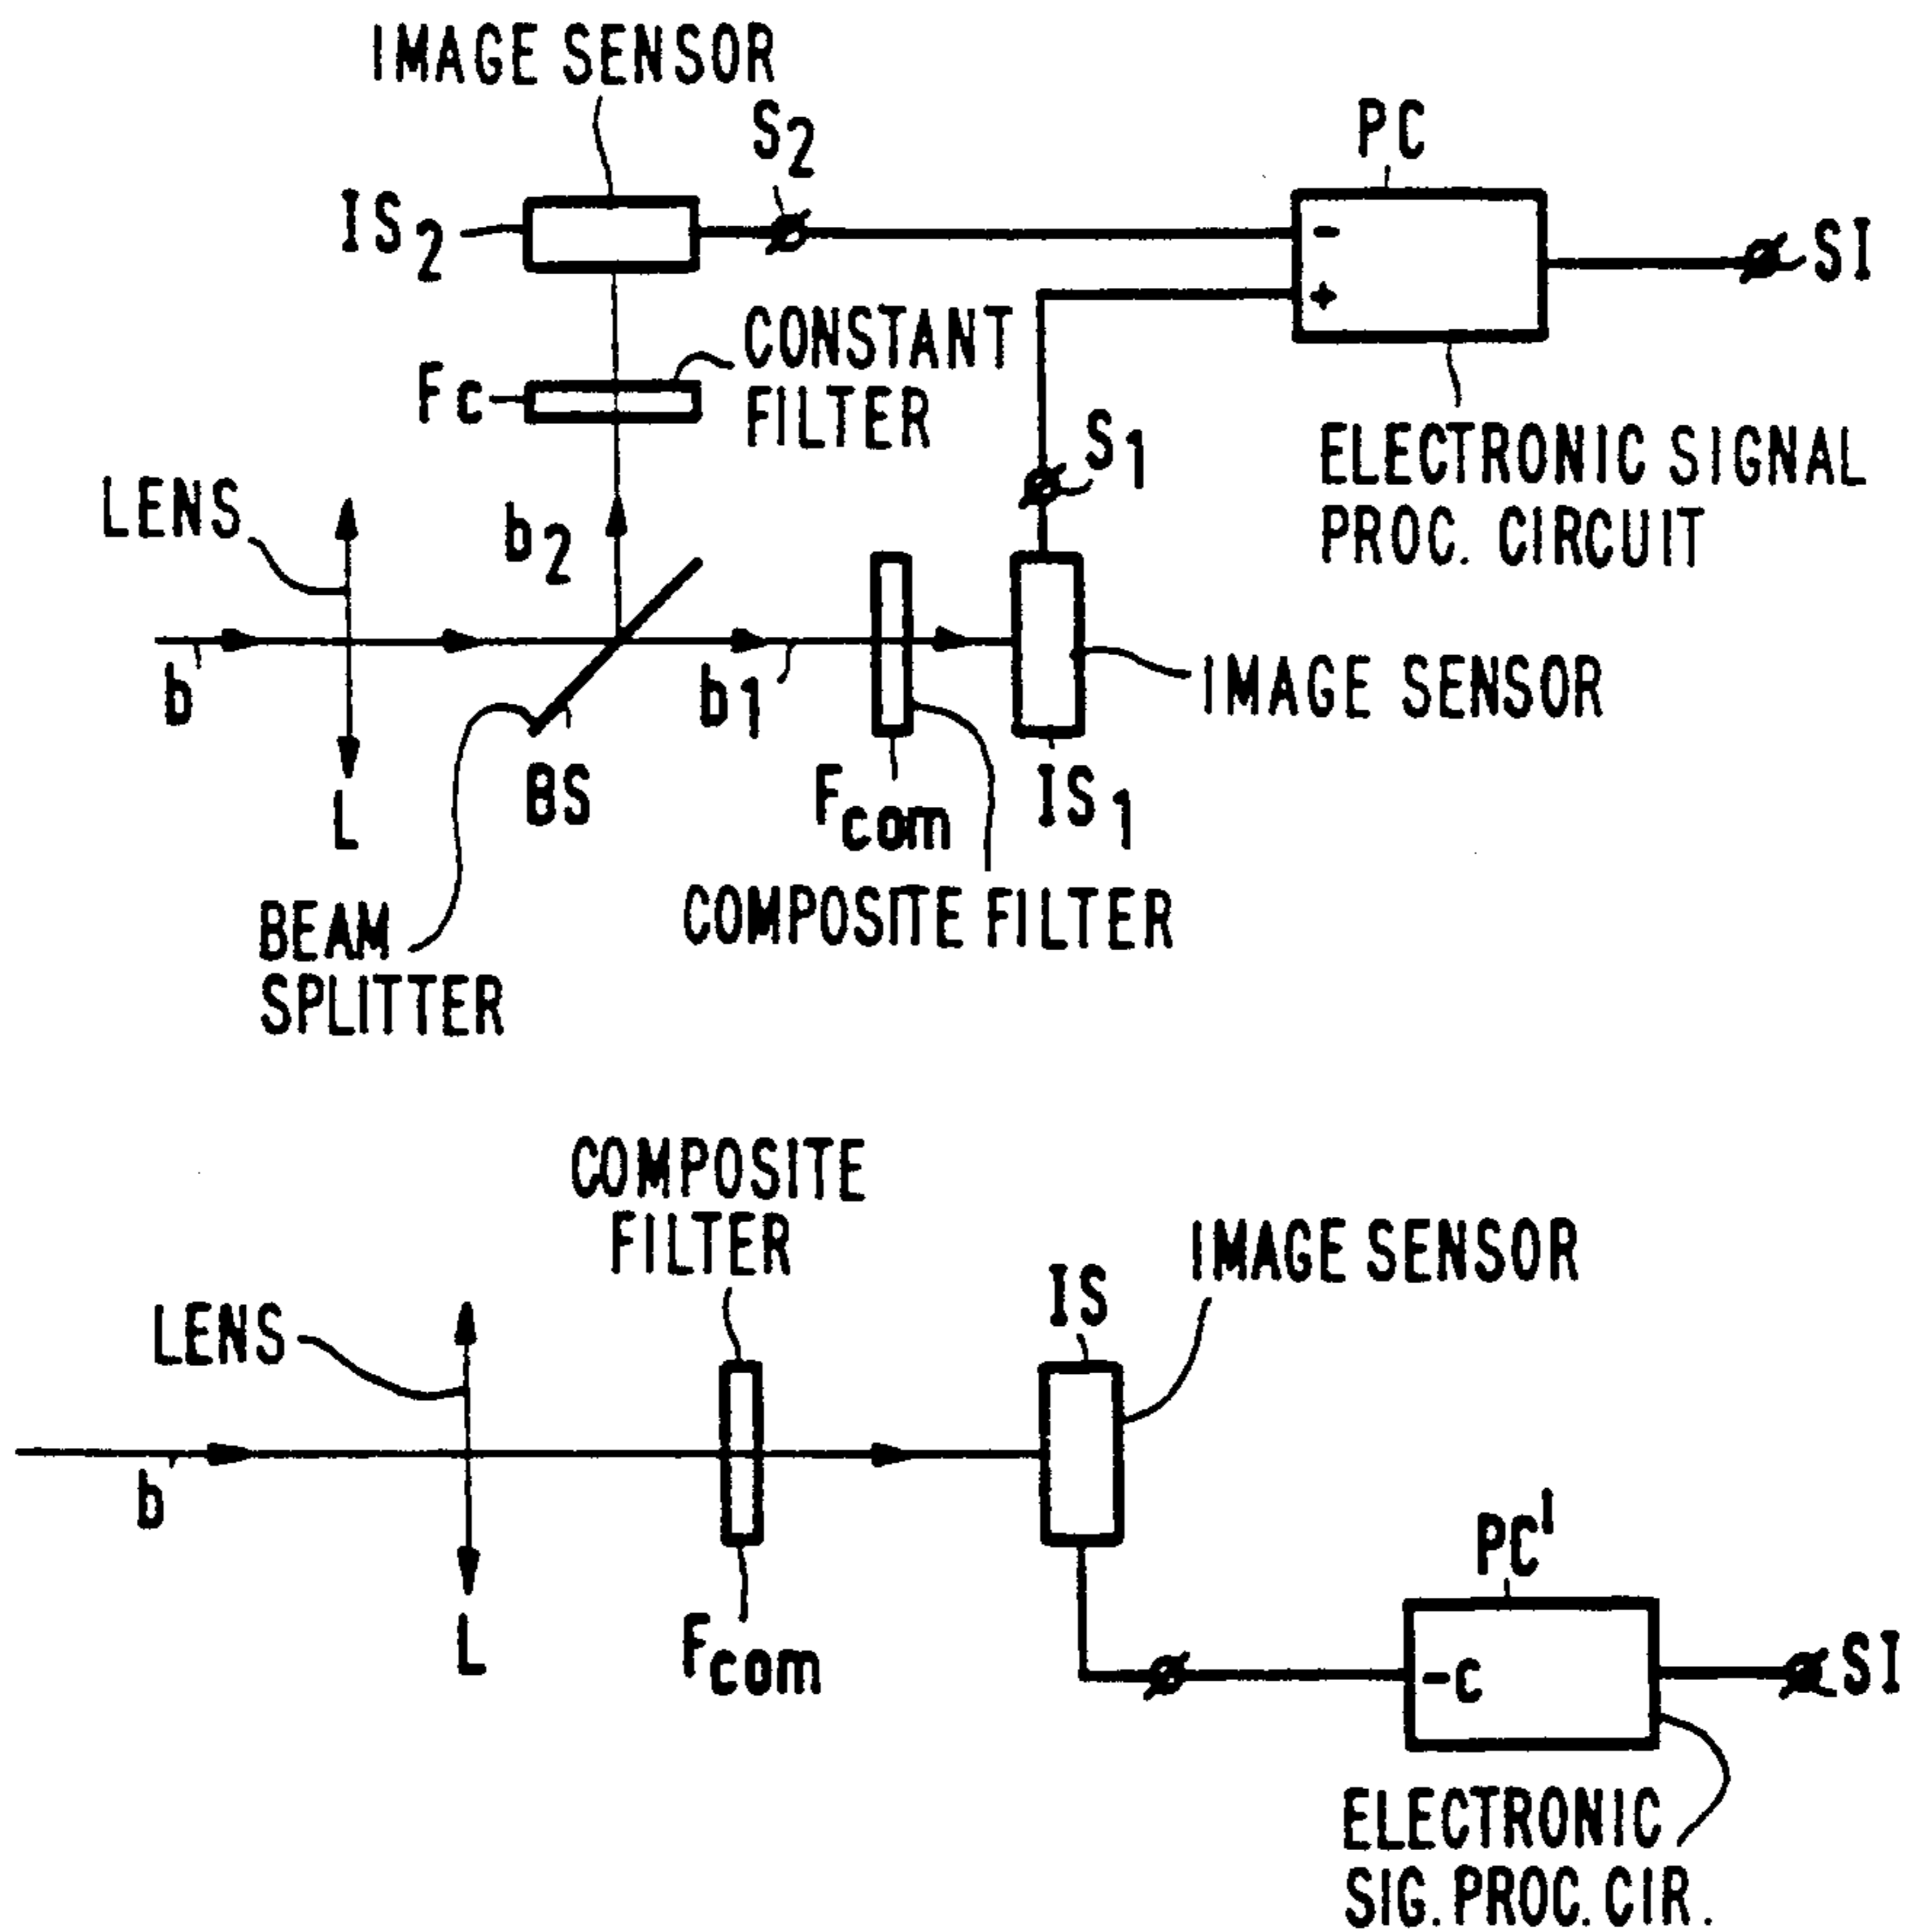 IMAGE SENSOR
S2
PC
IS2
-
SI
+
CONSTANT
FILTER
Fc
S1
ELECTRONIC SIGNAL
PROC. CIRCUIT
LENS
b2
b
b1
IMAGE SENSOR
BS
Fcom
IS1
L
COMPOSITE FILTER
BEAM
SPLITTER
COMPOSITE
FILTER
IMAGE SENSOR
IS
LENS
b
PC'
L
Fcom
-C
SI
ELECTRONIC
SIG. PROC. CIR.